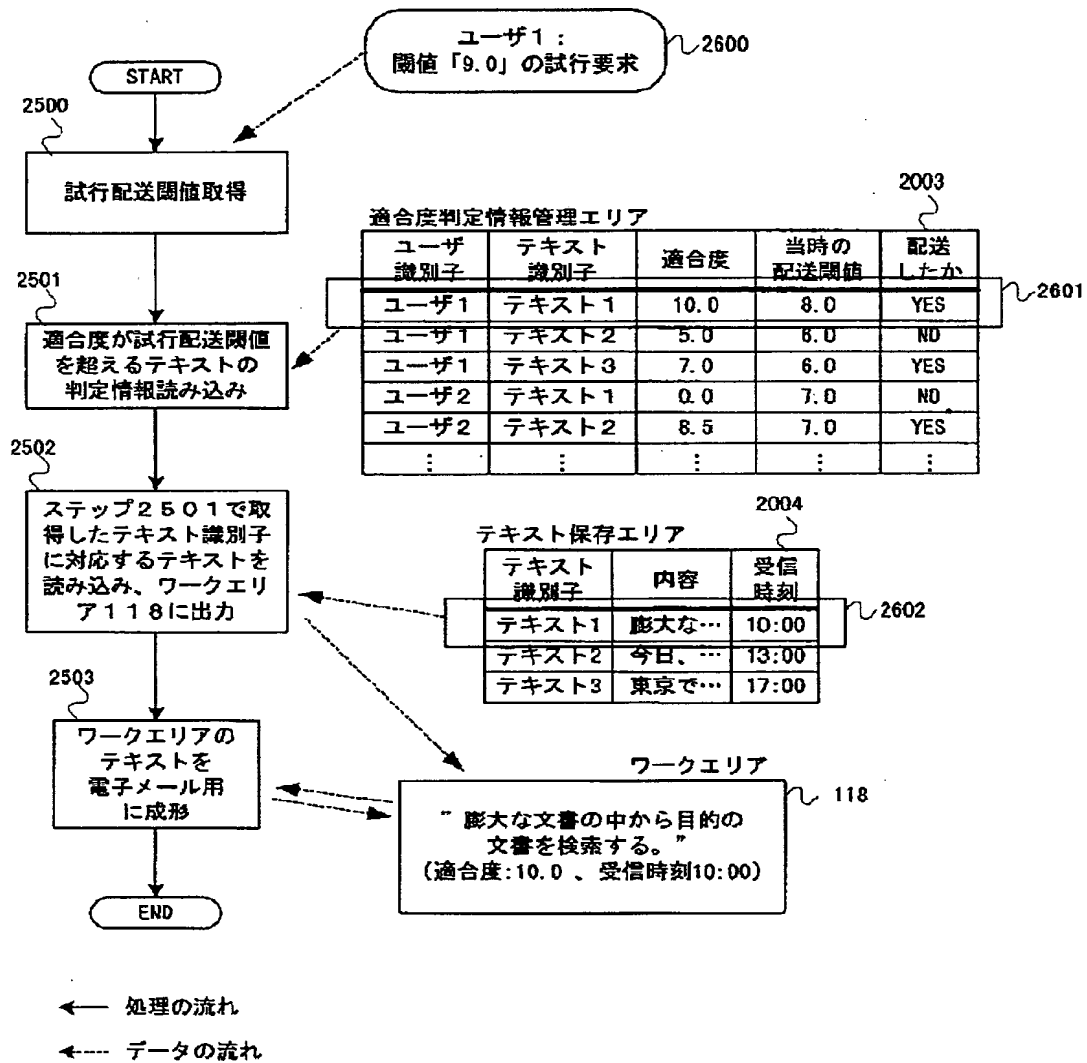 ユーザ1：
閾値「9.0」の試行要求
2600
START
2500
試行配送閾値取得
2003
適合度判定情報管理エリア
ユーザ識別子 テキスト識別子 適合度 当時の配送閾値 配送したか
ユーザ1 テキスト1 10.0 8.0 YES
2601
ユーザ1 テキスト2 5.0 6.0 NO
ユーザ1 テキスト3 7.0 6.0 YES
ユーザ2 テキスト1 0.0 7.0 NO
ユーザ2 テキスト2 8.5 7.0 YES
⋮ ⋮ ⋮ ⋮ ⋮
2501
適合度が試行配送閾値
を超えるテキストの
判定情報読み込み
2502
ステップ2501で取
得したテキスト識別子
に対応するテキストを
読み込み、ワークエリ
ア118に出力
2004
テキスト保存エリア
テキスト識別子 内容 受信時刻
テキスト1 膨大な… 10:00
2602
テキスト2 今日、… 13:00
テキスト3 東京で… 17:00
2503
ワークエリアの
テキストを
電子メール用
に成形
ワークエリア
118
”膨大な文書の中から目的の
文書を検索する。”
(適合度:10.0 、受信時刻10:00)
END
処理の流れ
データの流れ